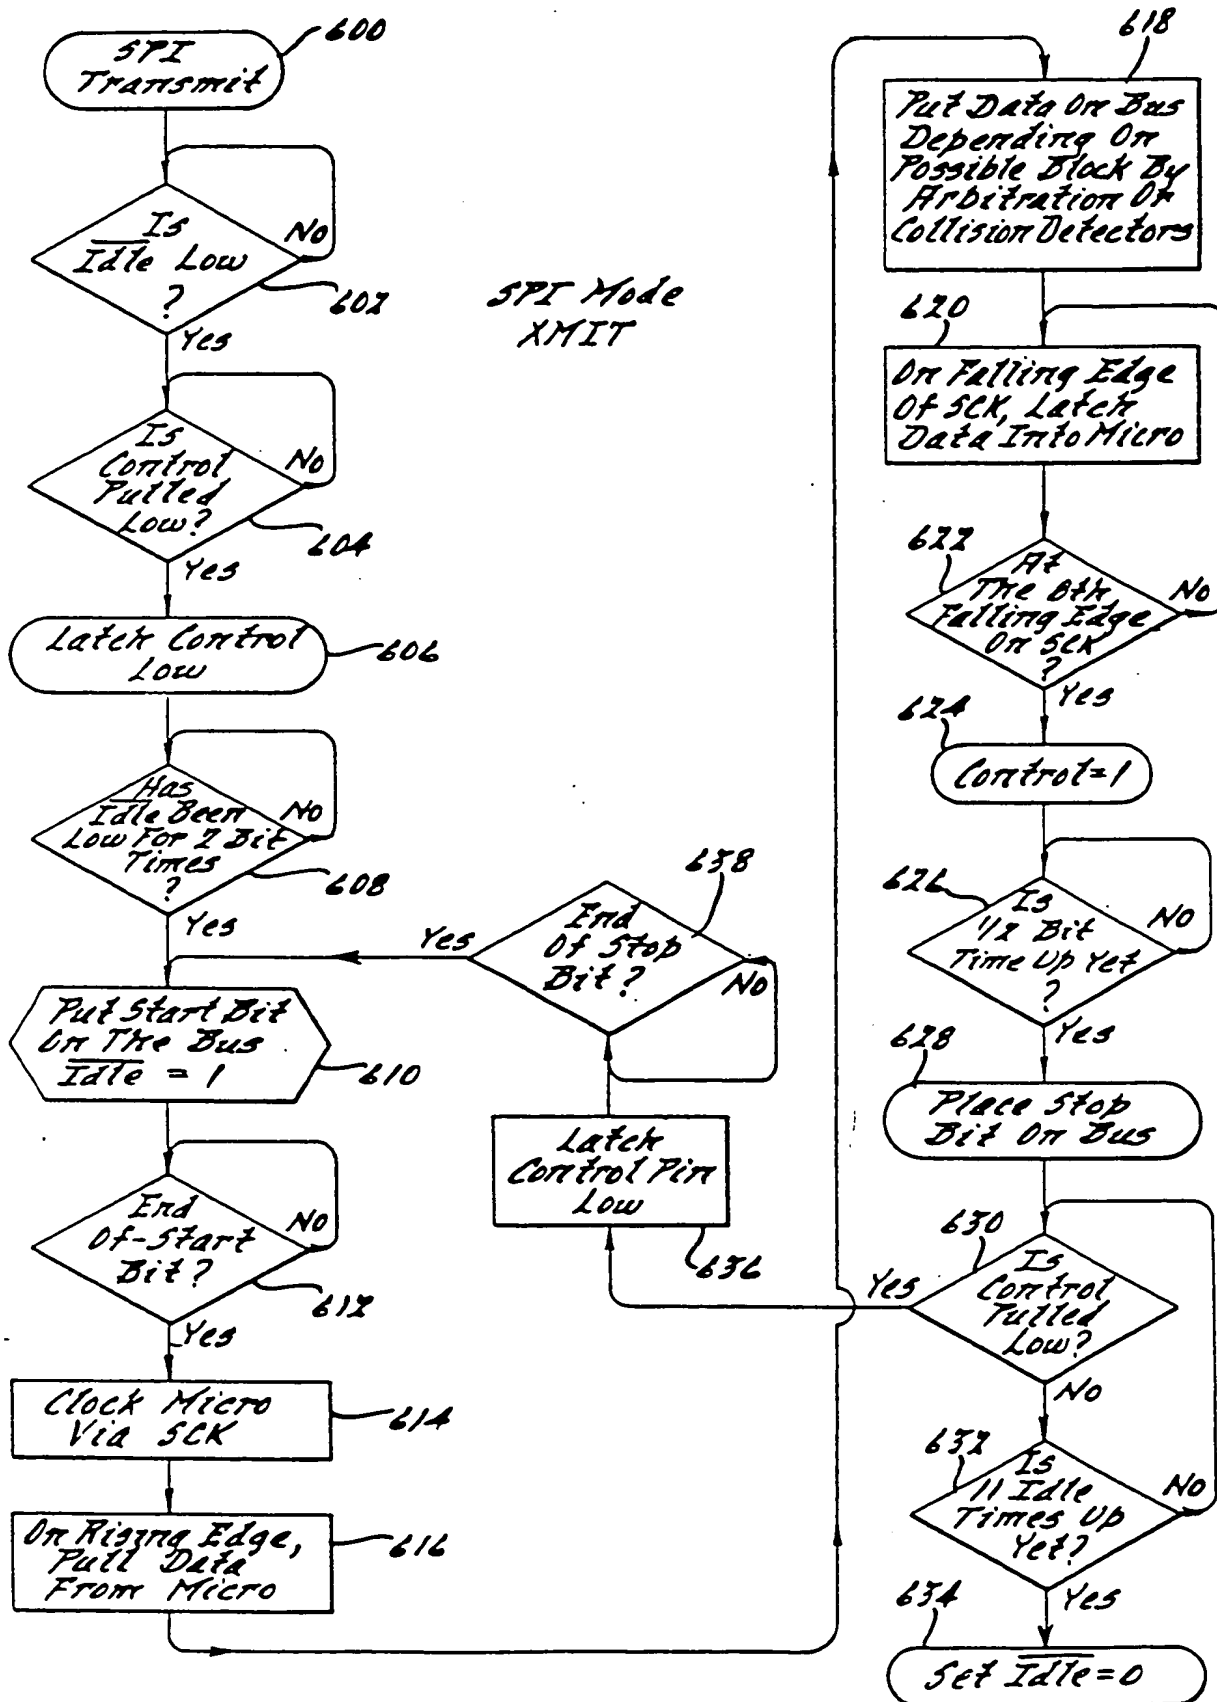 600
SPI
Transmit
Is
Idle Low
?
No
602
Yes
SPI Mode
XMIT
Is
Control
Pulled
Low?
No
604
Yes
Latch Control
Low
606
Has
Idle Been
Low For 2 Bit
Times
?
No
608
Yes
Put Start Bit
On The Bus
Idle = 1
610
End
Of-Start
Bit?
No
612
Yes
Clock Micro
Via SCK
614
On Rising Edge,
Pull Data
From Micro
616
618
Put Data On Bus
Depending On
Possible Block By
Arbitration Or
Collision Detectors
620
On Falling Edge
Of SCK, Latch
Data Into Micro
622
At
The 8th
Falling Edge
On SCK
?
No
Yes
624
Control=1
626
Is
1/2 Bit
Time Up Yet
?
No
Yes
628
Place Stop
Bit On Bus
630
Is
Control
Pulled
Low?
Yes
No
632
Is
11 Idle
Times Up
Yet?
No
Yes
634
Set Idle=0
636
Latch
Control Pin
Low
638
End
Of Stop
Bit?
Yes
No